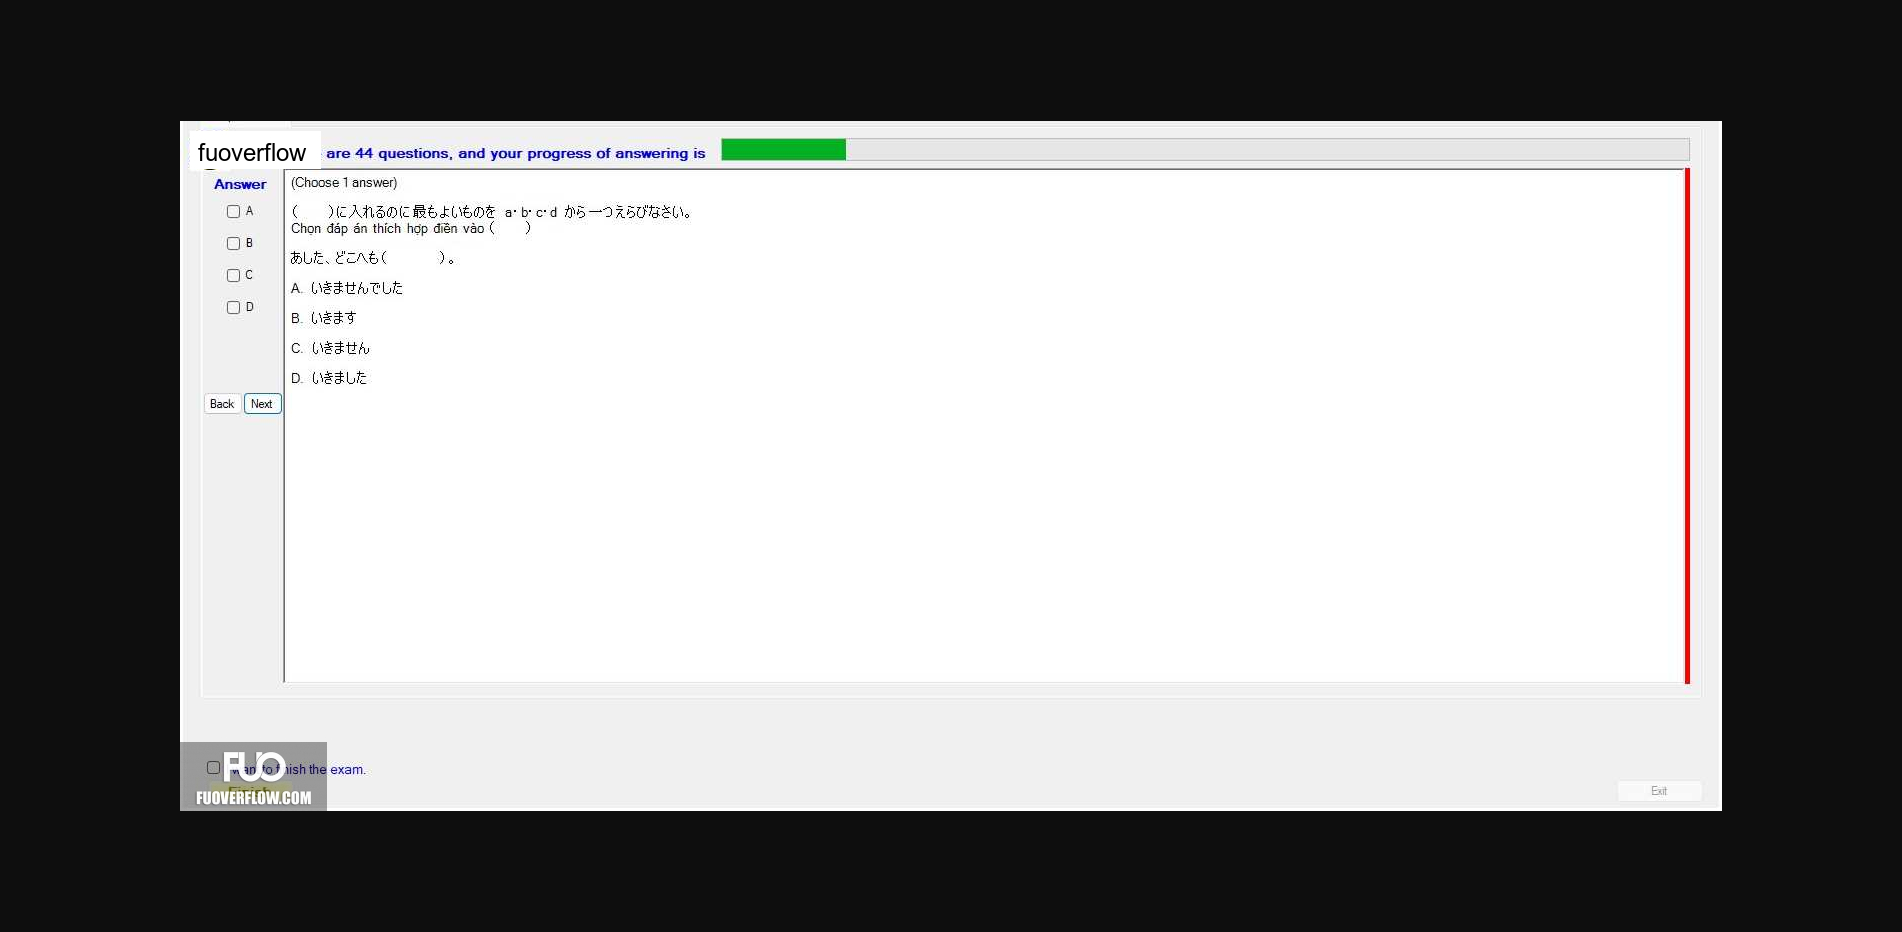 fuoverflow are 44 questions, and your progress of answering is
Answer
A
B
C
D
Back Next
(Choose 1 answer)
(　　)に入れるのに最もよいものを a・b・c・d から一つえらびなさい。
Chọn đáp án thích hợp điền vào (　　)
あした、どこへも(　　　　)。
A. いきませんでした
B. いきます
C. いきません
D. いきました
want to finish the exam.
FUO
Finish
FUOVERFLOW.COM
Exit